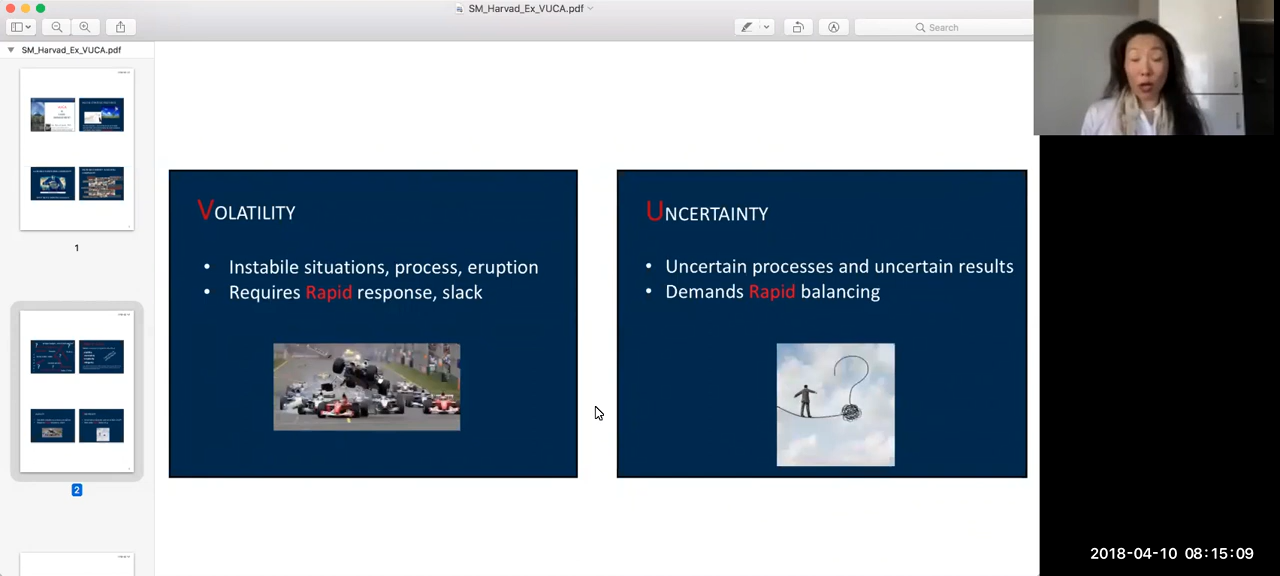 SM_Harvad_Ex_VUCA.pdf
Search
SM_Harvad_Ex_VUCA.pdf
1
2
VOLATILITY
• Instabile situations, process, eruption
• Requires Rapid response, slack
UNCERTAINTY
• Uncertain processes and uncertain results
• Demands Rapid balancing
2018-04-10 08:15:09